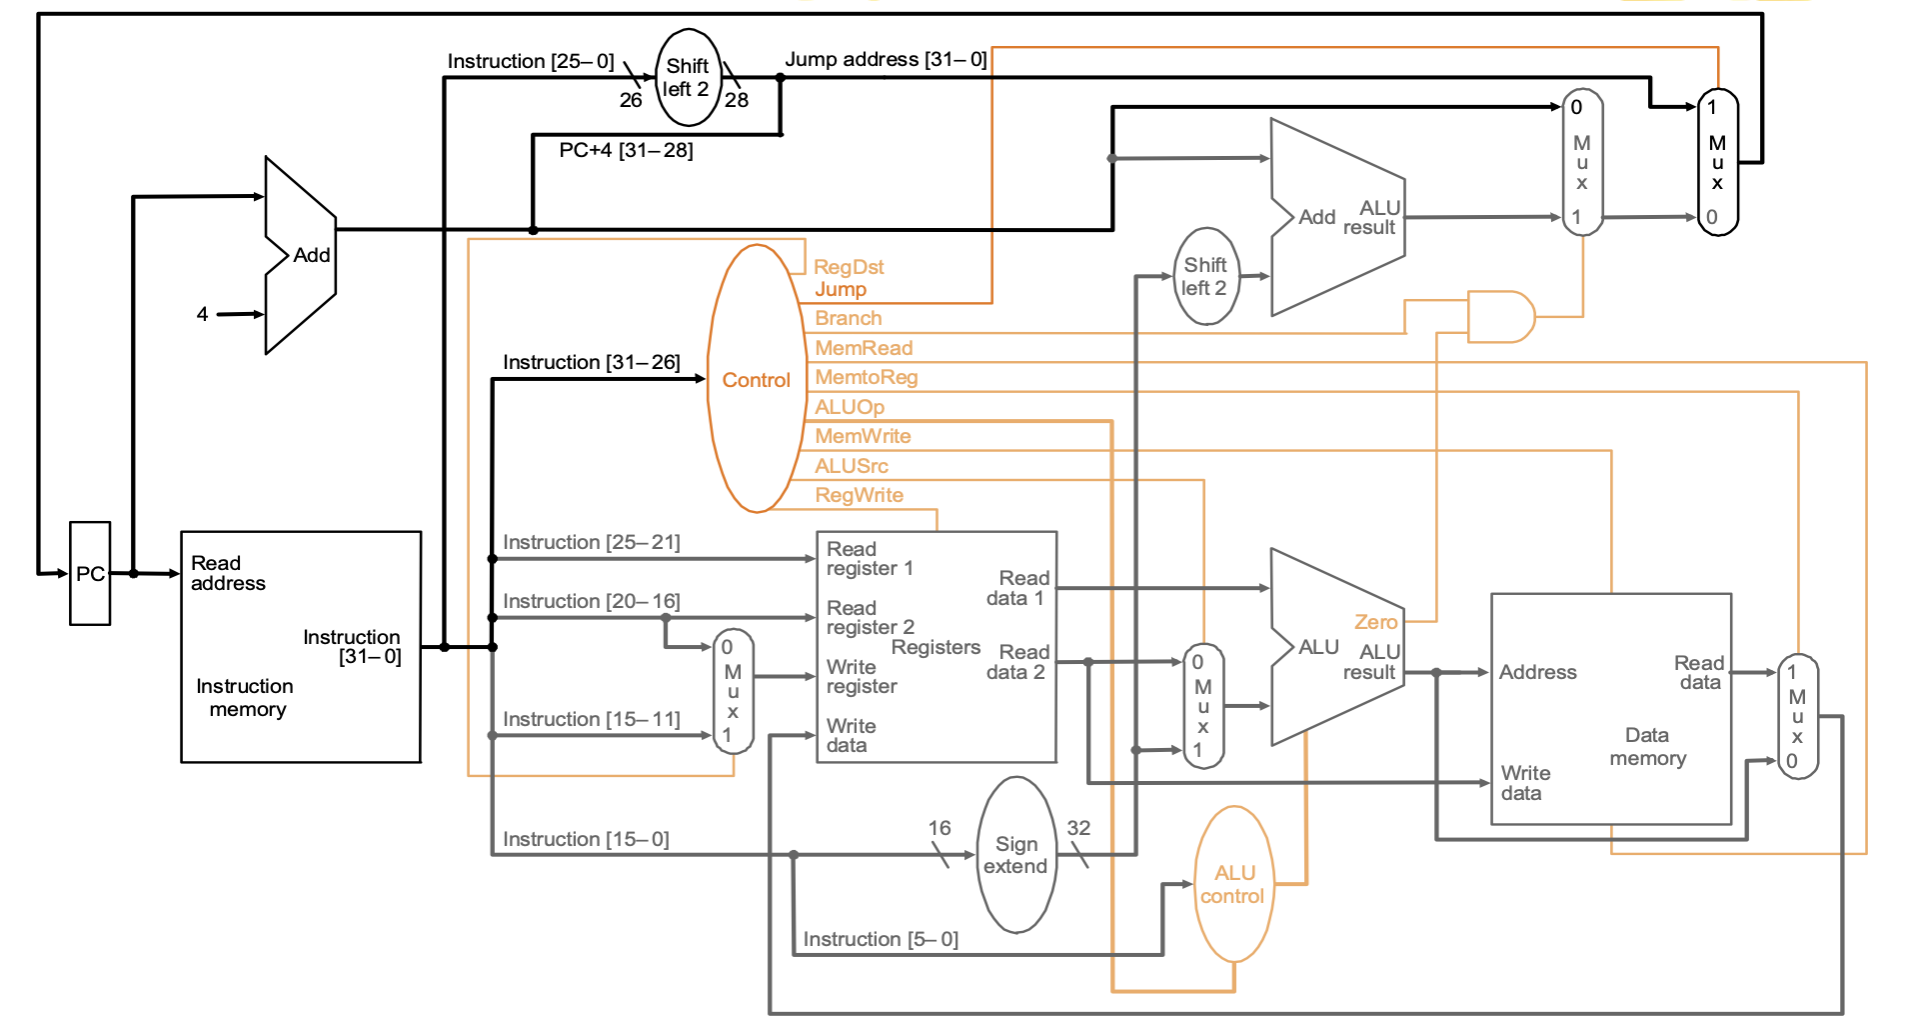 Instruction [25–0]
26
Shift
left 2
28
Jump address [31–0]
PC+4 [31–28]
Add
4
0
M
u
x
1
1
M
u
x
0
Add
ALU
result
Shift
left 2
RegDst
Jump
Branch
MemRead
MemtoReg
ALUOp
MemWrite
ALUSrc
RegWrite
Control
Instruction [31–26]
PC
Read
address
Instruction
[31–0]
Instruction
memory
Instruction [25–21]
Instruction [20–16]
Instruction [15–11]
0
M
u
x
1
Read
register 1
Read
register 2
Write
register
Write
data
Registers
Read
data 1
Read
data 2
0
M
u
x
1
Zero
ALU
ALU
result
Address
Read
data
Data
memory
Write
data
1
M
u
x
0
Instruction [15–0]
16
Sign
extend
32
Instruction [5–0]
ALU
control